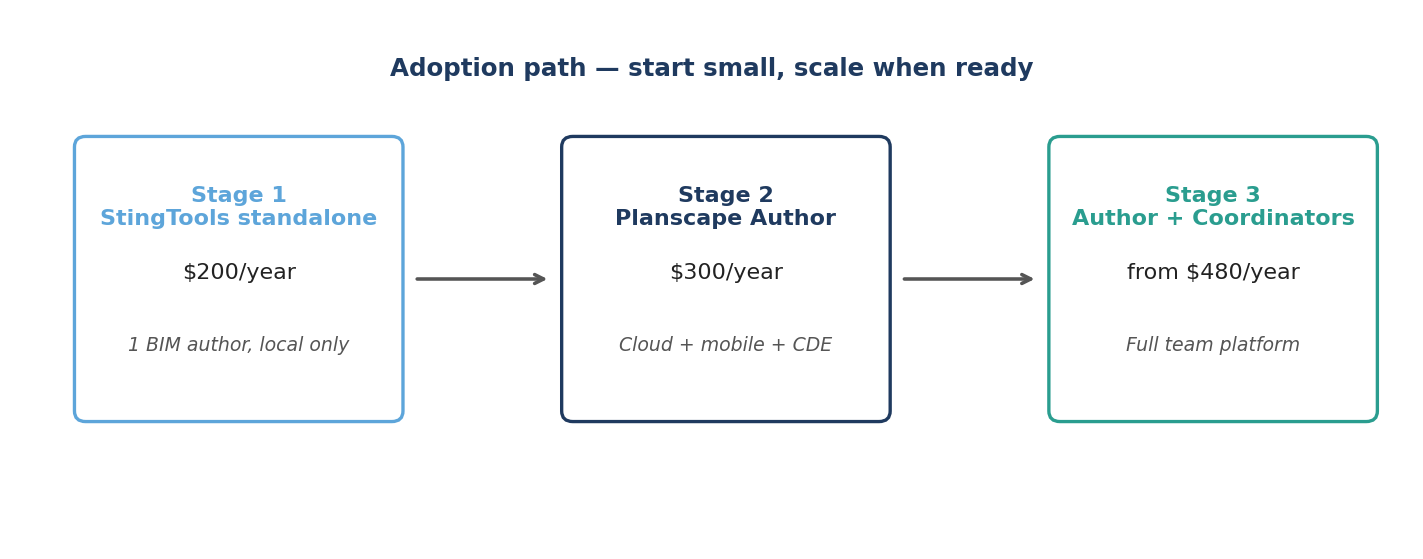 Adoption path — start small, scale when ready
Stage 1
StingTools standalone
$200/year
1 BIM author, local only
Stage 2
Planscape Author
$300/year
Cloud + mobile + CDE
Stage 3
Author + Coordinators
from $480/year
Full team platform